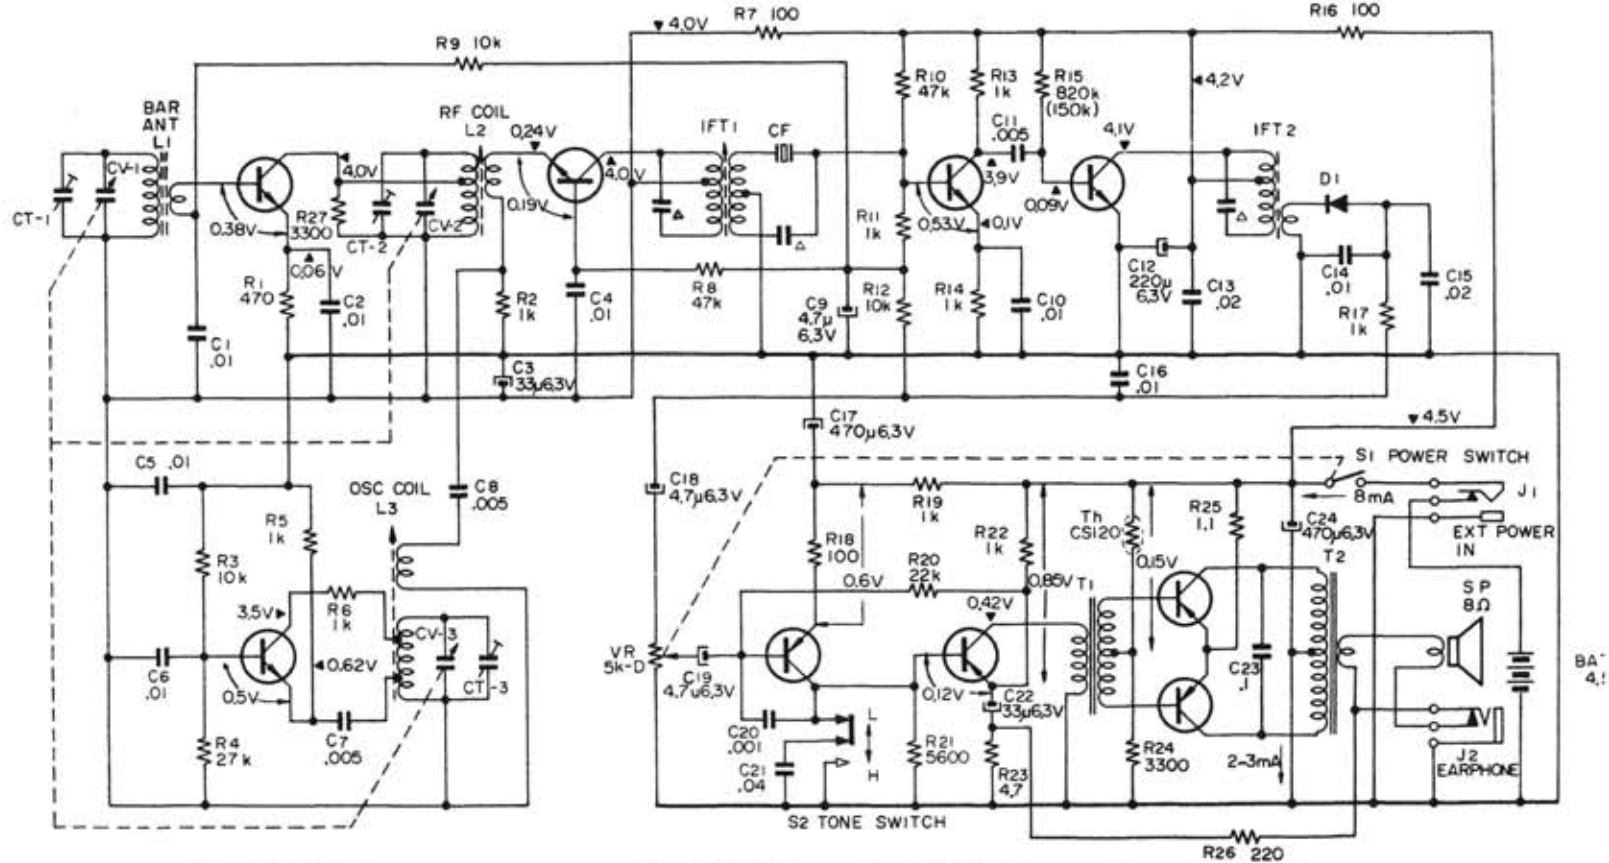 R7 100
R16 100
4.0V
R9 10k
BAR
ANT
L1
RF COIL
L2
0.24V
IFT1
CF
R10
47k
R13
1k
R15
820k
(150k)
C11
.005
4.2V
4.1V
IFT2
CV-1
CT-1
4.0V
R27
3300
0.38V
CT-2
CV-2
0.19V
4.0V
△
△
R11
1k
3.9V
0.53V
0.1V
0.09V
△
D1
0.06V
R1
470
C2
.01
C1
.01
R2
1k
C3
33μ6.3V
C4
.01
R8
47k
C9
4.7μ
6.3V
R12
10k
R14
1k
C10
.01
C12
220μ
6.3V
C13
.02
C14
.01
C15
.02
R17
1k
C16
.01
C17
470μ6.3V
4.5V
C5 .01
OSC COIL
L3
C8
.005
C18
4.7μ6.3V
S1 POWER SWITCH
8mA
J1
EXT POWER
IN
R5
1k
R3
10k
R6
1k
3.5V
CV-3
CT-3
0.62V
0.5V
C6
.01
R4
27k
C7
.005
R18
100
0.6V
R19
1k
R20
22k
R22
1k
0.85V
Th
CS120
0.15V
R25
1.1
C24
470μ6.3V
T2
T1
0.42V
SP
8Ω
VR
5k-D
C19
4.7μ6.3V
0.12V
C22
33μ6.3V
C23
.1
C20
.001
C21
.04
L
H
R21
5600
R23
4.7
R24
3300
2-3mA
J2
EARPHONE
BAT
4.5
S2 TONE SWITCH
R26 220